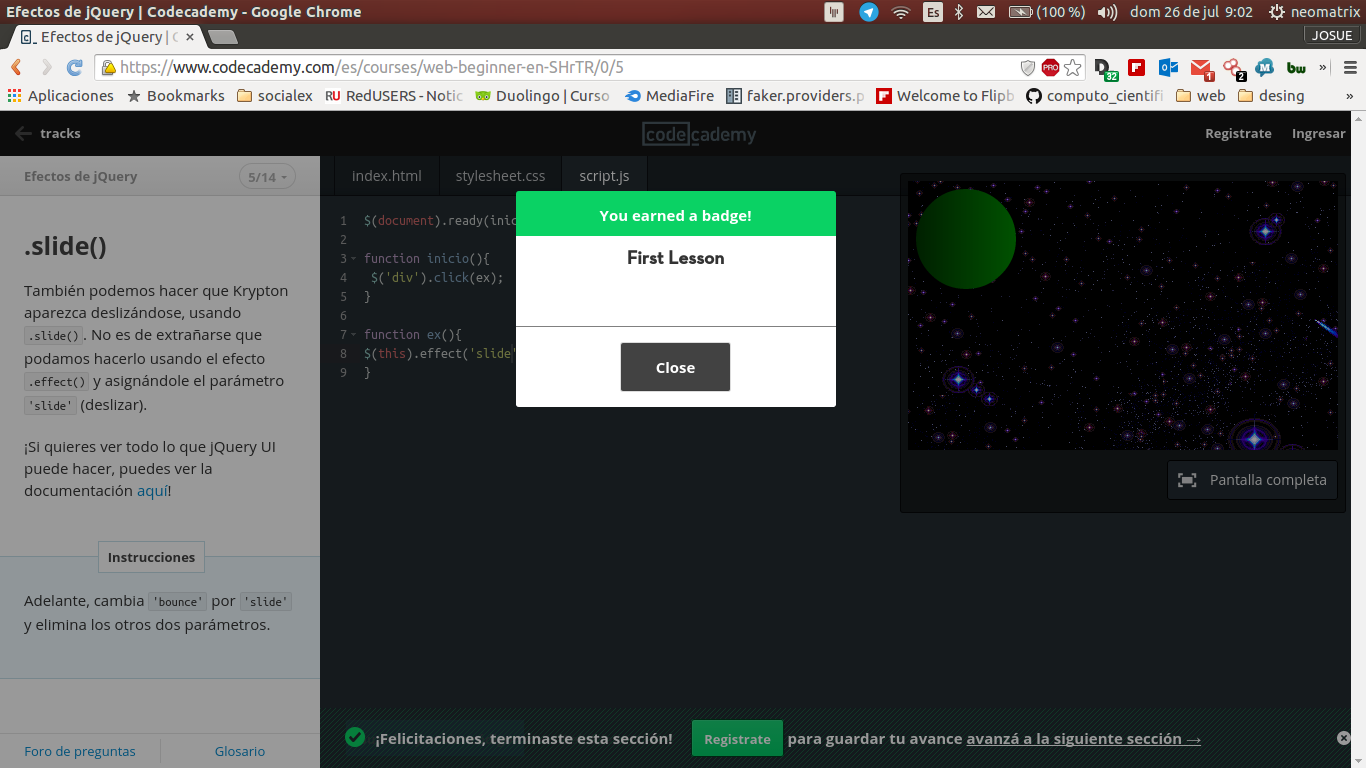 Efectos de jQuery | Codecademy - Google Chrome
Es
(100 %)
dom 26 de jul 9:02
neomatrix
Efectos de jQuery |
JOSUE
https://www.codecademy.com/es/courses/web-beginner-en-SHrTR/0/5
PRO
32
1
2
bw
»
Aplicaciones
Bookmarks
socialex
RU RedUSERS - Notic
Duolingo | Curso
MediaFire
faker.providers.p
Welcome to Flipb
computo_cientifi
web
desing
»
tracks
codecademy
Registrate
Ingresar
Efectos de jQuery
5/14
index.html
stylesheet.css
script.js
.slide()
También podemos hacer que Krypton
aparezca deslizándose, usando
.slide(). No es de extrañarse que
podamos hacerlo usando el efecto
.effect() y asignándole el parámetro
'slide' (deslizar).
¡Si quieres ver todo lo que jQuery UI
puede hacer, puedes ver la
documentación aquí!
Instrucciones
Adelante, cambia 'bounce' por 'slide'
y elimina los otros dos parámetros.
Foro de preguntas
Glosario
1 $(document).ready(inic
2
3 function inicio(){
4 $('div').click(ex);
5 }
6
7 function ex(){
8 $(this).effect('slide'
9 }
You earned a badge!
First Lesson
Close
Pantalla completa
¡Felicitaciones, terminaste esta sección!
Registrate
para guardar tu avance avanzá a la siguiente sección →